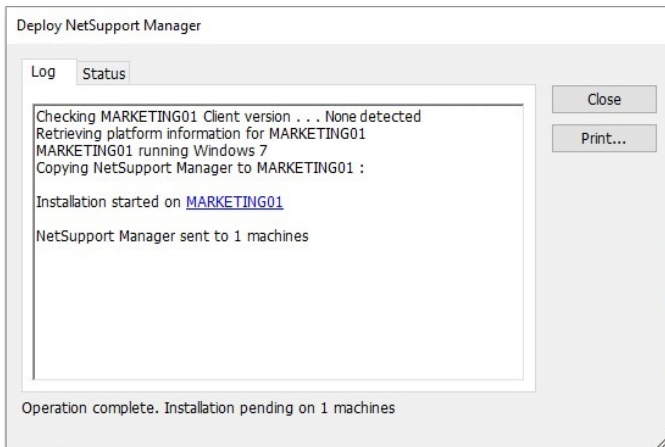 Deploy NetSupport Manager
Log
Status
Checking MARKETING01 Client version . . . None detected
Retrieving platform information for MARKETING01
MARKETING01 running Windows 7
Copying NetSupport Manager to MARKETING01 :
Installation started on MARKETING01
NetSupport Manager sent to 1 machines
Close
Print...
Operation complete. Installation pending on 1 machines